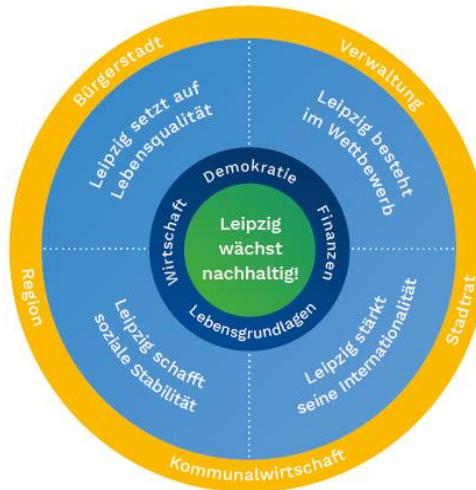 Bürgerstadt
Verwaltung
Leipzig setzt auf
Lebensqualität
Leipzig besteht
im Wettbewerb
Demokratie
Wirtschaft
Finanzen
Leipzig
wächst
nachhaltig!
Lebensgrundlagen
Region
Stadtrat
Leipzig schafft
soziale Stabilität
Leipzig stärkt
seine Internationalität
Kommunalwirtschaft